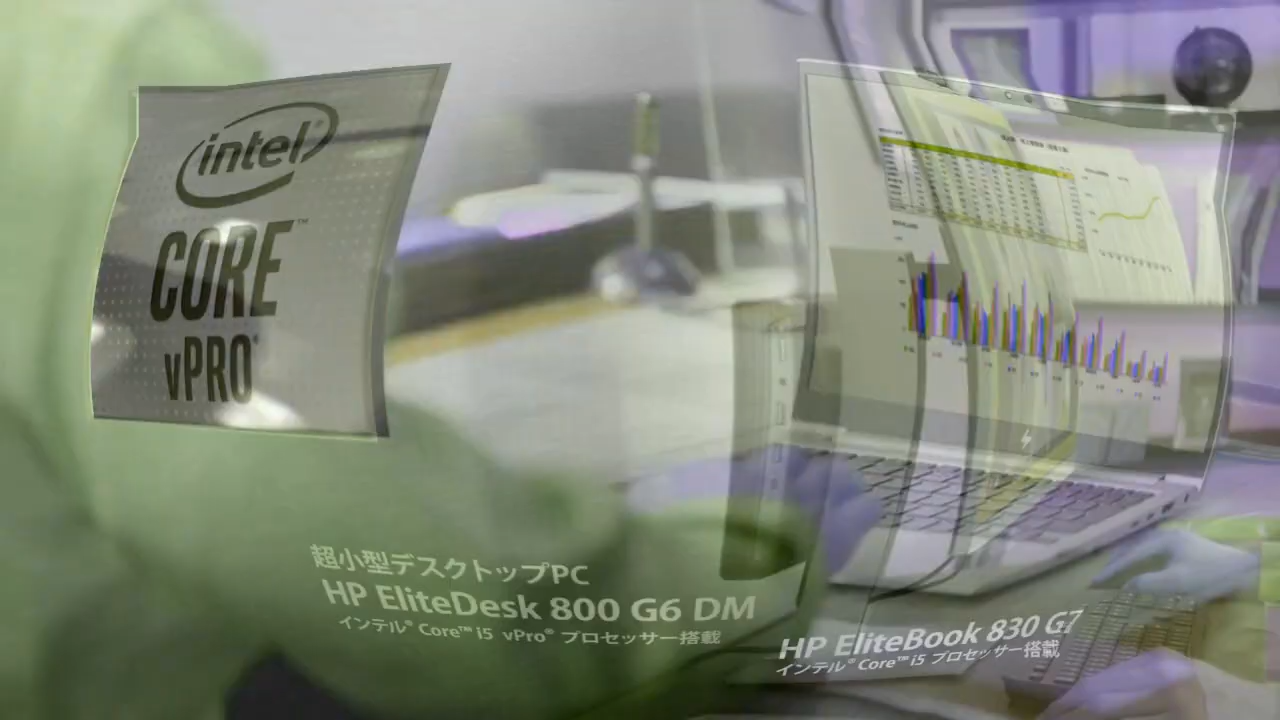 intel®
CORE™
vPRO®
超小型デスクトップPC
HP EliteDesk 800 G6 DM
インテル® Core™ i5 vPro® プロセッサー搭載
HP EliteBook 830 G7
インテル® Core™ i5 プロセッサー搭載